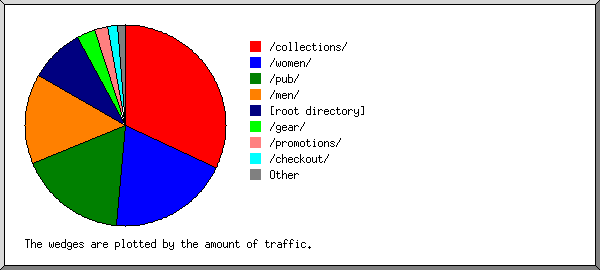 /collections/
/women/
/pub/
/men/
[root directory]
/gear/
/promotions/
/checkout/
Other
The wedges are plotted by the amount of traffic.